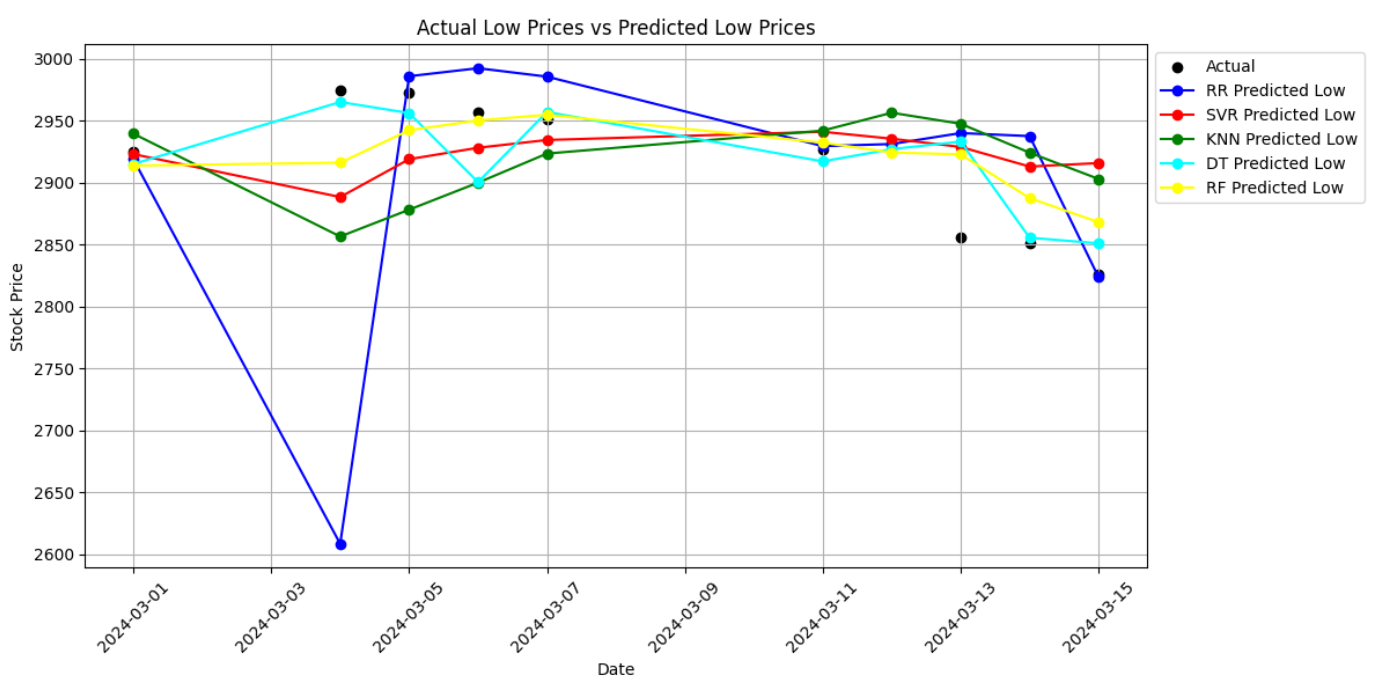 Actual Low Prices vs Predicted Low Prices
Stock Price
3000
2950
2900
2850
2800
2750
2700
2650
2600
2024-03-01
2024-03-03
2024-03-05
2024-03-07
2024-03-09
2024-03-11
2024-03-13
2024-03-15
Date
Actual
RR Predicted Low
SVR Predicted Low
KNN Predicted Low
DT Predicted Low
RF Predicted Low